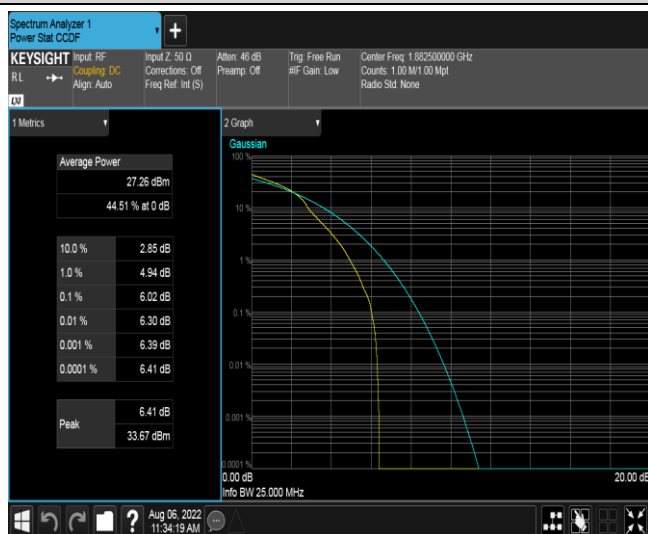 Spectrum Analyzer 1
Power Stat CCDF
KEYSIGHT
RL
LXI
Input: RF
Coupling: DC
Align: Auto
Input Z: 50 Ω
Corrections: Off
Freq Ref: Int (S)
Atten: 46 dB
Preamp: Off
Trig: Free Run
#IF Gain: Low
Center Freq: 1.882500000 GHz
Counts: 1.00 M/1.00 Mpt
Radio Std: None
1 Metrics
Average Power
27.26 dBm
44.51 % at 0 dB
10.0 % 2.85 dB
1.0 % 4.94 dB
0.1 % 6.02 dB
0.01 % 6.30 dB
0.001 % 6.39 dB
0.0001 % 6.41 dB
Peak
6.41 dB
33.67 dBm
2 Graph
Gaussian
100 %
10 %
1 %
0.1 %
0.01 %
0.001 %
0.0001 %
0.00 dB
20.00 dB
Info BW 25.000 MHz
?
Aug 06, 2022
11:34:19 AM